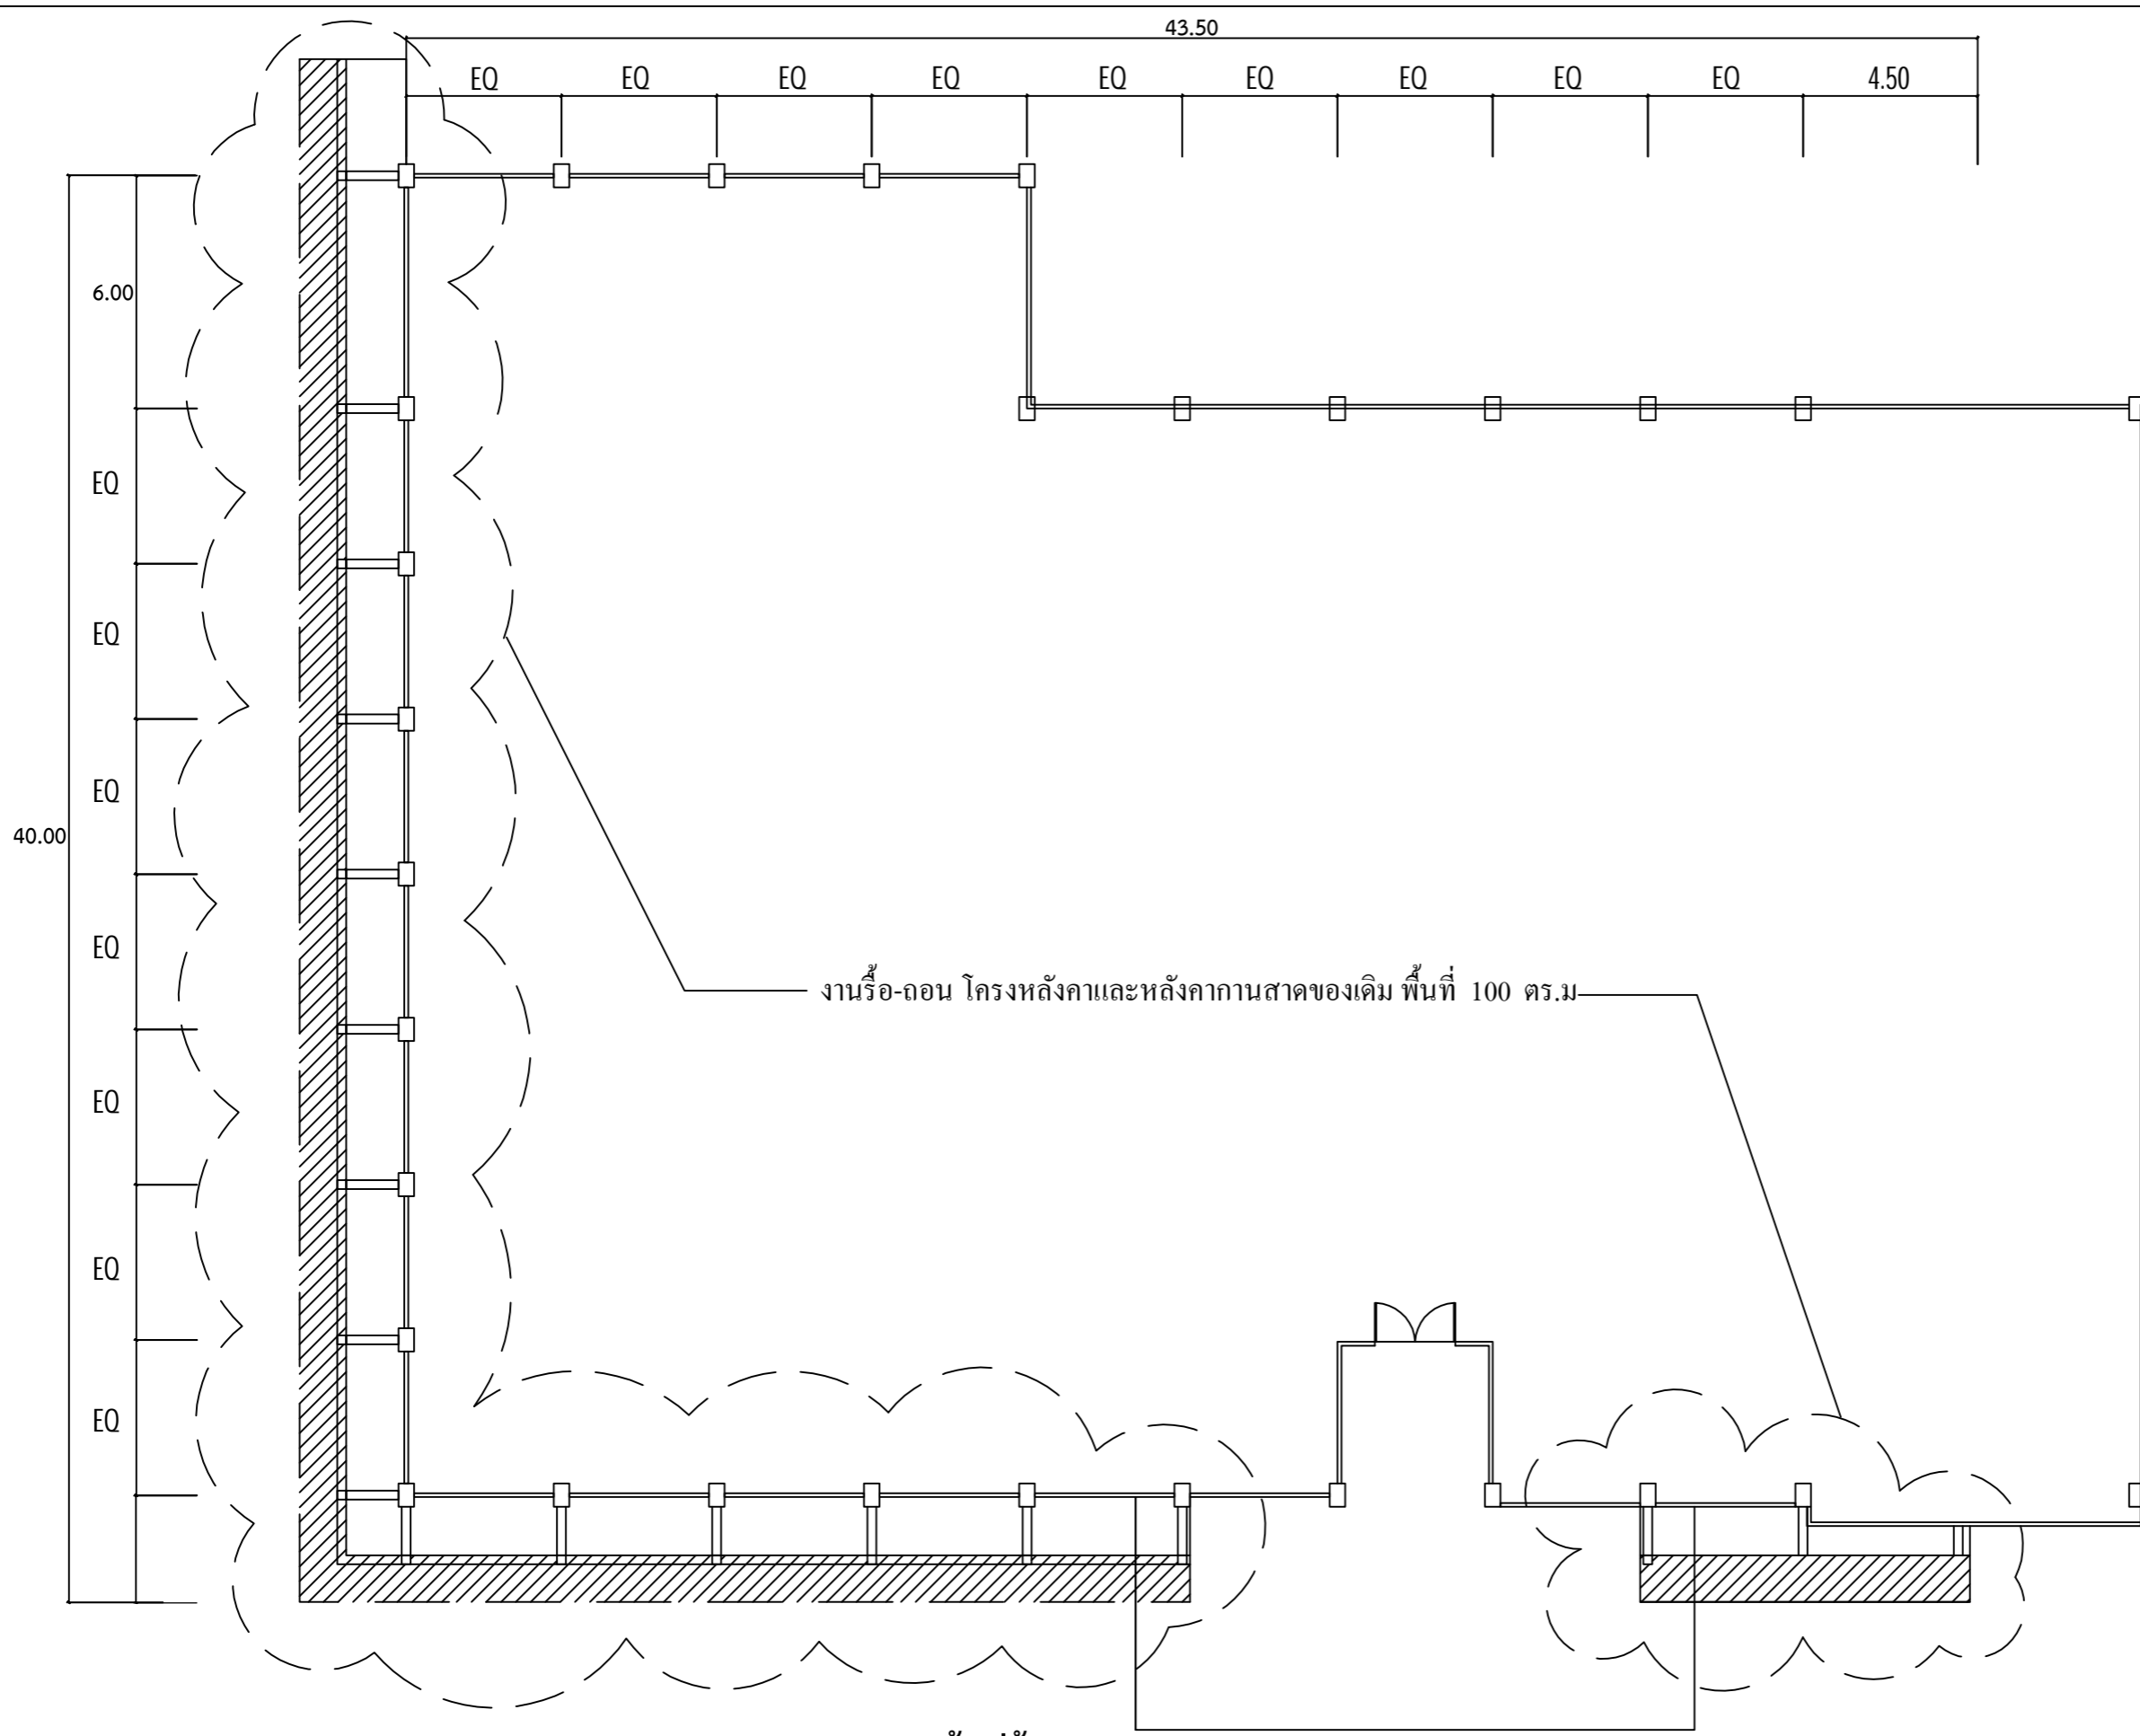 43.50
EQ EQ EQ EQ EQ EQ EQ EQ EQ 4.50
6.00
EQ
EQ
EQ
40.00
EQ
EQ
EQ
EQ
งานรื้อ-ถอน โครงหลังคาและหลังคากานสาดของเดิม พื้นที่ 100 ตร.ม